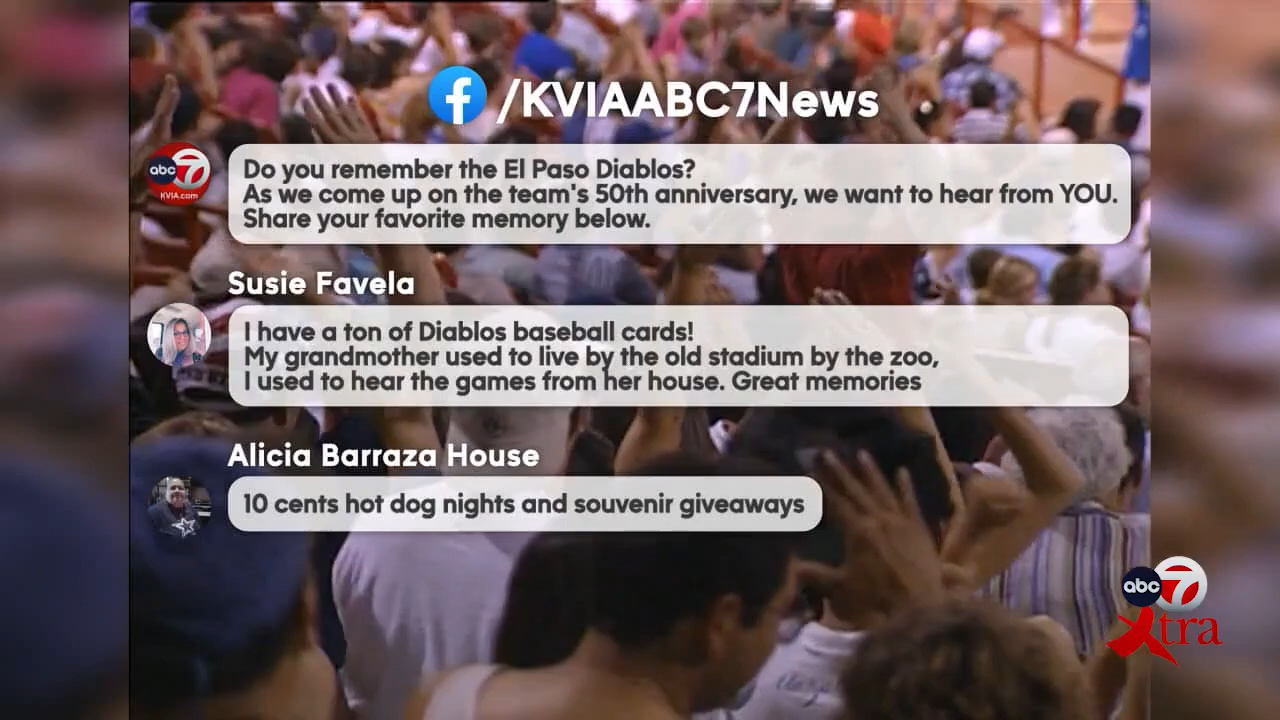 /KVIAABC7News
abc 7
KVIA.com
Do you remember the El Paso Diablos?
As we come up on the team's 50th anniversary, we want to hear from YOU.
Share your favorite memory below.
Susie Favela
I have a ton of Diablos baseball cards!
My grandmother used to live by the old stadium by the zoo,
I used to hear the games from her house. Great memories
Alicia Barraza House
10 cents hot dog nights and souvenir giveaways
abc 7
Xtra